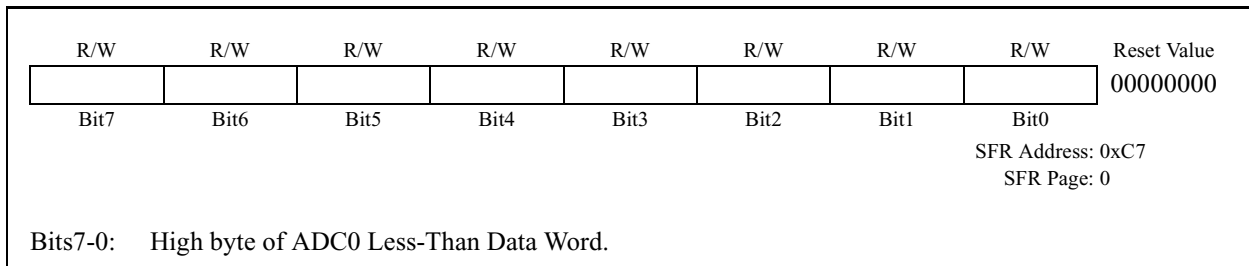 R/W R/W R/W R/W R/W R/W R/W R/W Reset Value
00000000
Bit7 Bit6 Bit5 Bit4 Bit3 Bit2 Bit1 Bit0
SFR Address: 0xC7
SFR Page: 0
Bits7-0: High byte of ADC0 Less-Than Data Word.